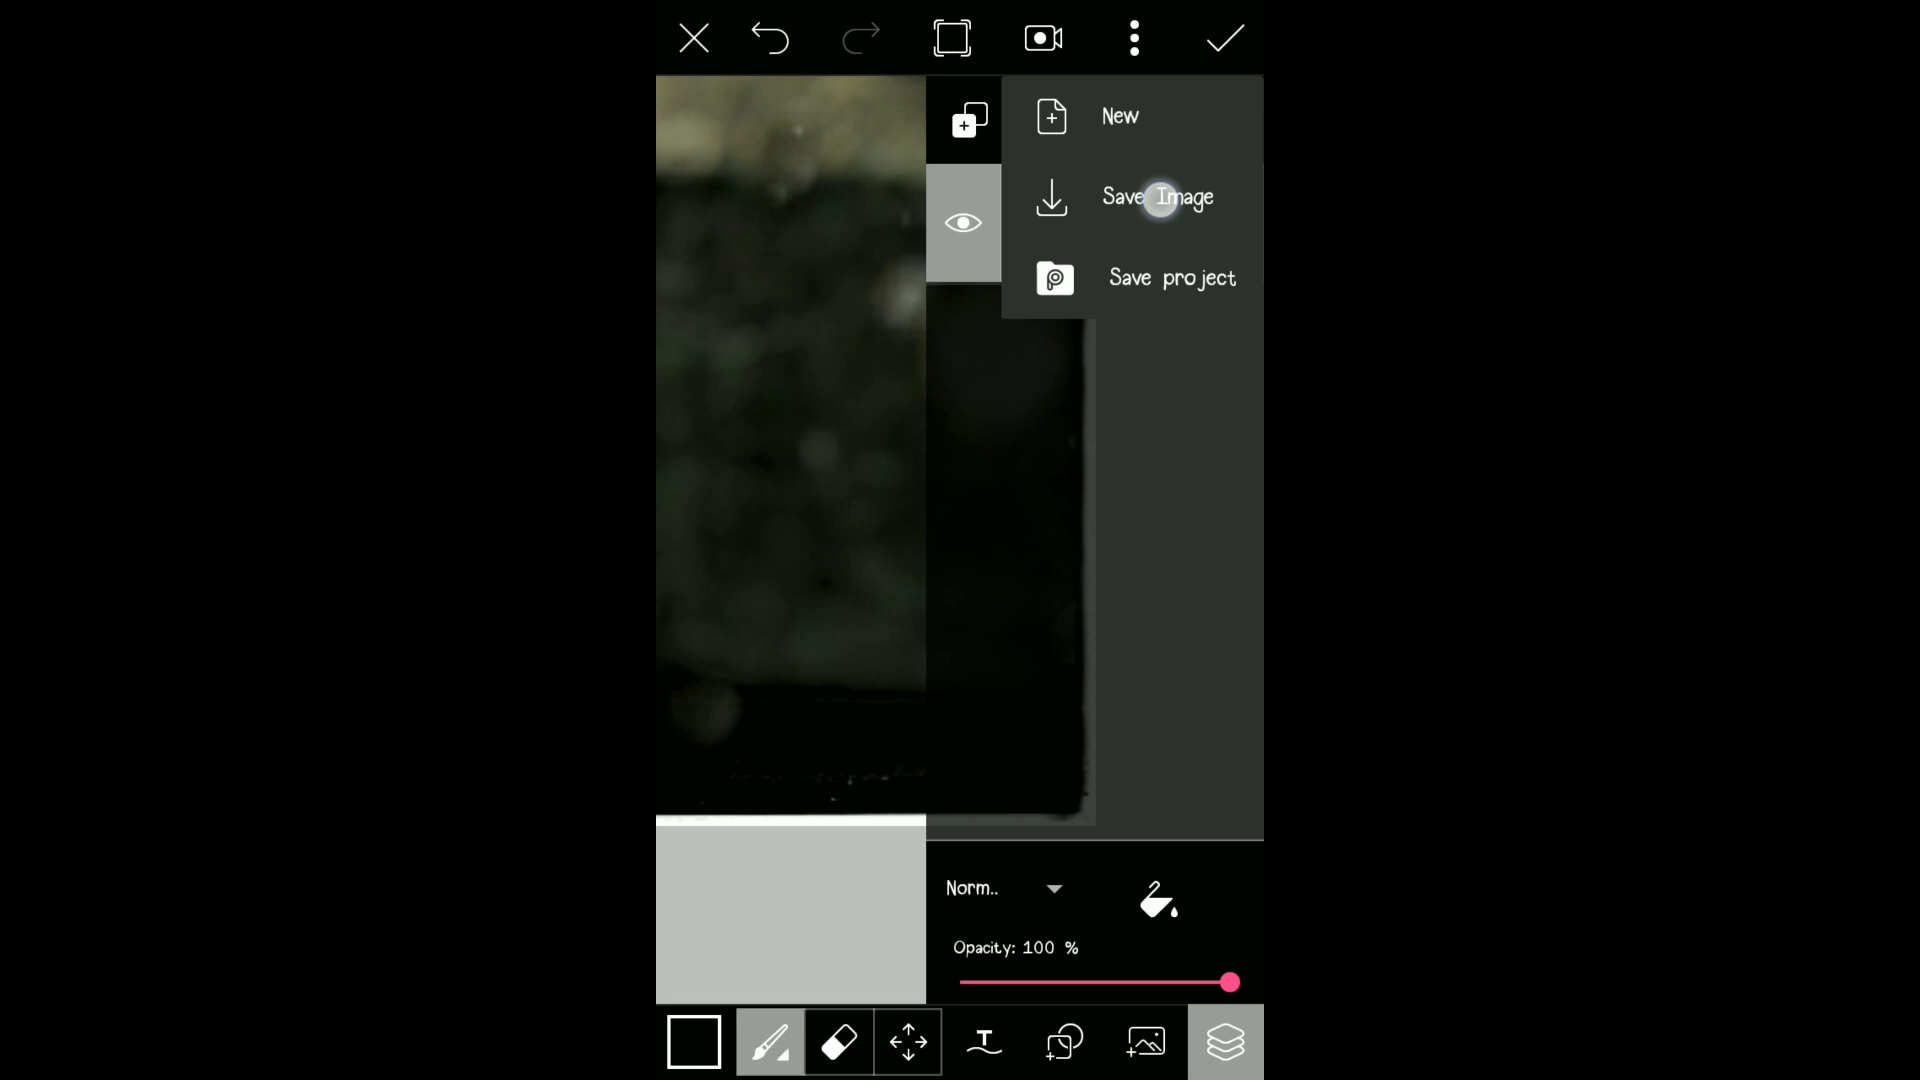 New
Save Image
Save project
Norm..
Opacity: 100 %